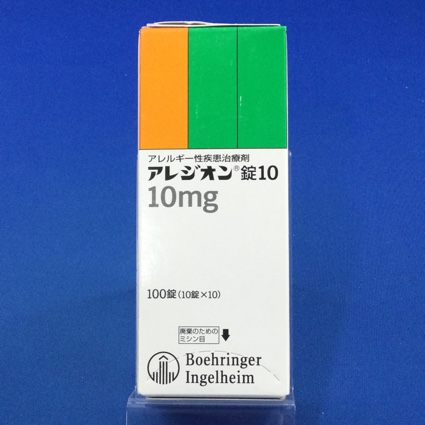 アレルギー性疾患治療剤
アレジオン®錠10
10mg
100錠(10錠×10)
廃棄のための
ミシン目
Boehringer
Ingelheim